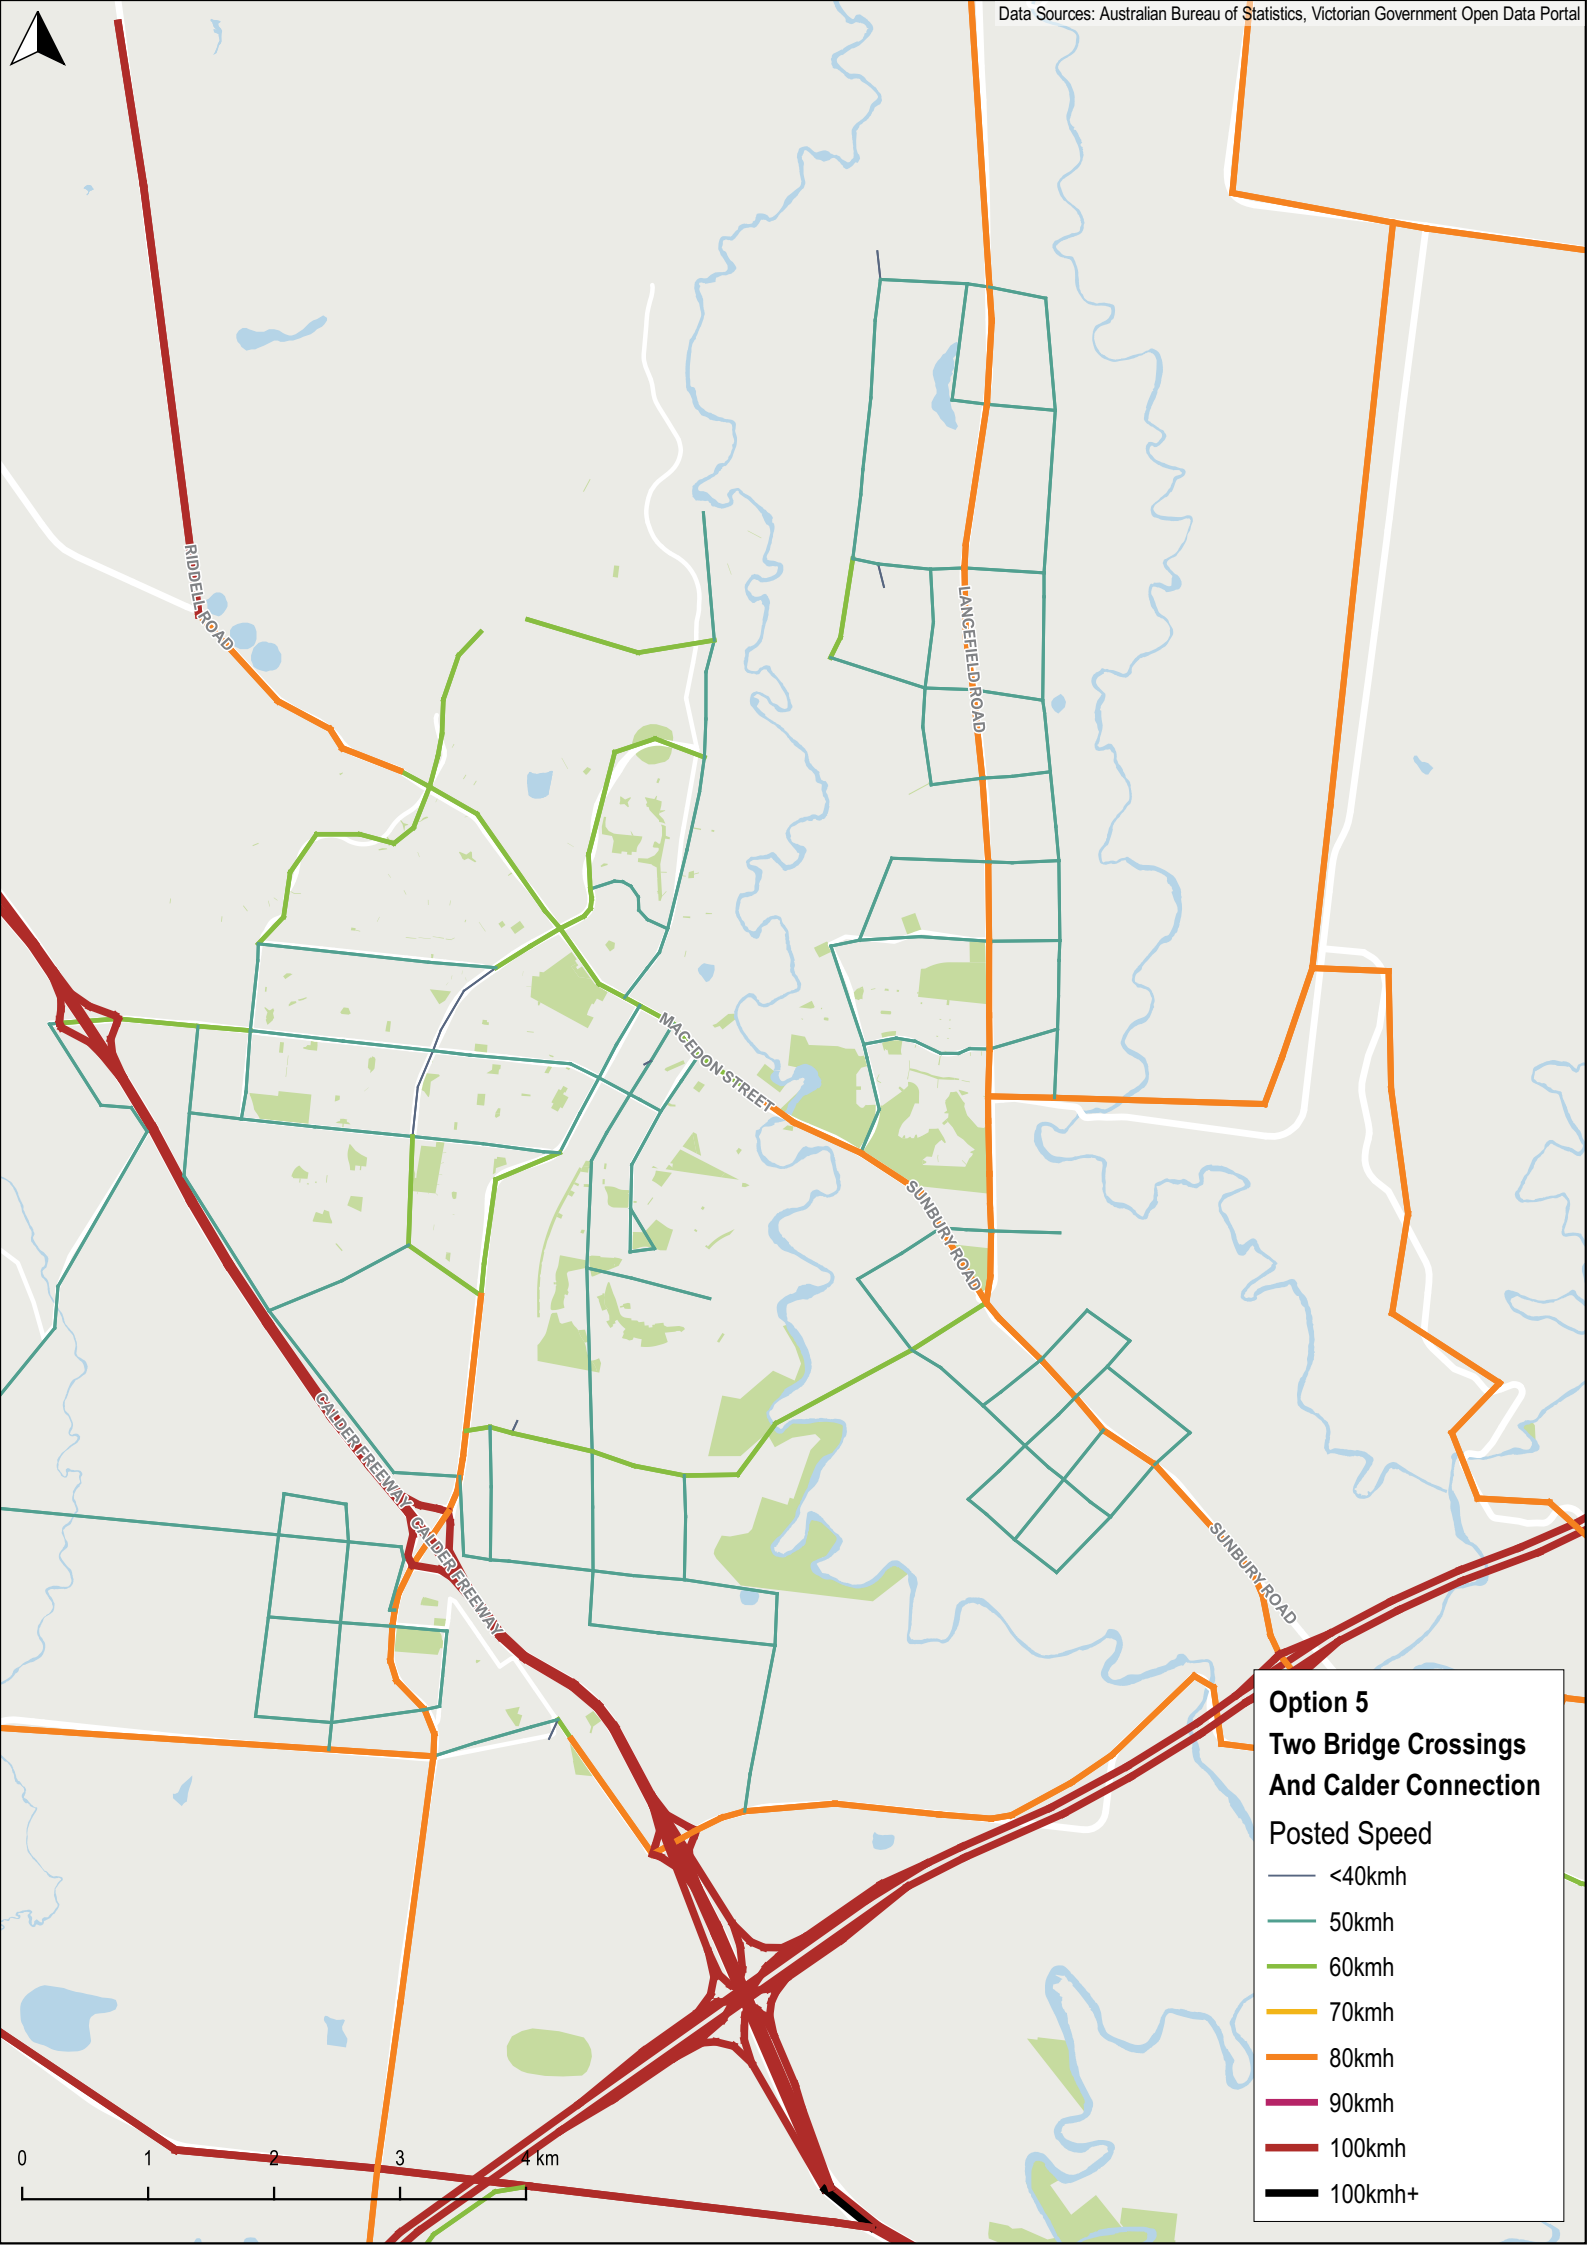 Data Sources: Australian Bureau of Statistics, Victorian Government Open Data Portal
RIDDELL ROAD
LANCEFIELD ROAD
MACEDON STREET
SUNBURY ROAD
CALDER FREEWAY
CALDER FREEWAY
SUNBURY ROAD
Option 5
Two Bridge Crossings
And Calder Connection
Posted Speed
<40kmh
50kmh
60kmh
70kmh
80kmh
90kmh
100kmh
100kmh+
0 1 2 3 4 km